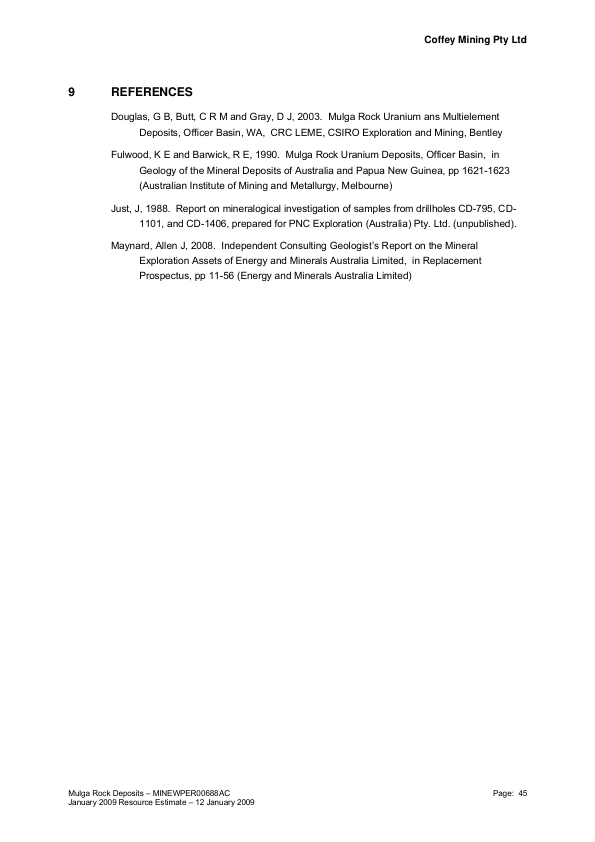 Coffey Mining Pty Ltd
9 REFERENCES
Douglas, G B, Butt, C R M and Gray, D J, 2003. Mulga Rock Uranium ans Multielement
Deposits, Officer Basin, WA, CRC LEME, CSIRO Exploration and Mining, Bentley
Fulwood, K E and Barwick, R E, 1990. Mulga Rock Uranium Deposits, Officer Basin, in
Geology of the Mineral Deposits of Australia and Papua New Guinea, pp 1621-1623
(Australian Institute of Mining and Metallurgy, Melbourne)
Just, J, 1988. Report on mineralogical investigation of samples from drillholes CD-795, CD-
1101, and CD-1406, prepared for PNC Exploration (Australia) Pty. Ltd. (unpublished).
Maynard, Allen J, 2008. Independent Consulting Geologist's Report on the Mineral
Exploration Assets of Energy and Minerals Australia Limited, in Replacement
Prospectus, pp 11-56 (Energy and Minerals Australia Limited)
Mulga Rock Deposits – MINEWPER00688AC Page: 45
January 2009 Resource Estimate – 12 January 2009